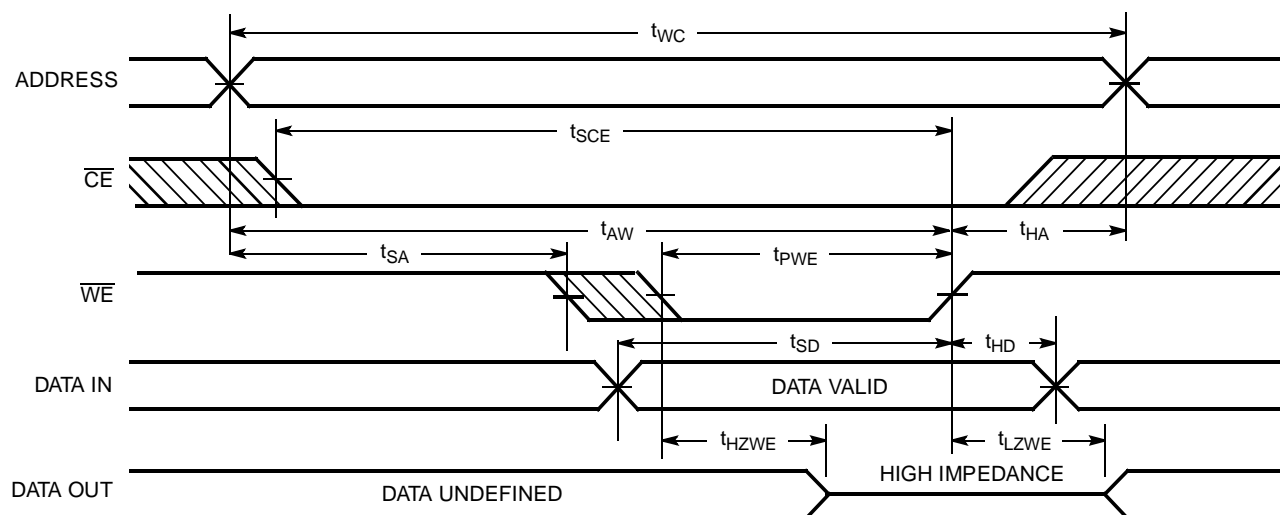 tWC
ADDRESS
tSCE
CE
tAW
tHA
tSA
tPWE
WE
tSD
tHD
DATA IN
DATA VALID
tHZWE
tLZWE
HIGH IMPEDANCE
DATA OUT
DATA UNDEFINED